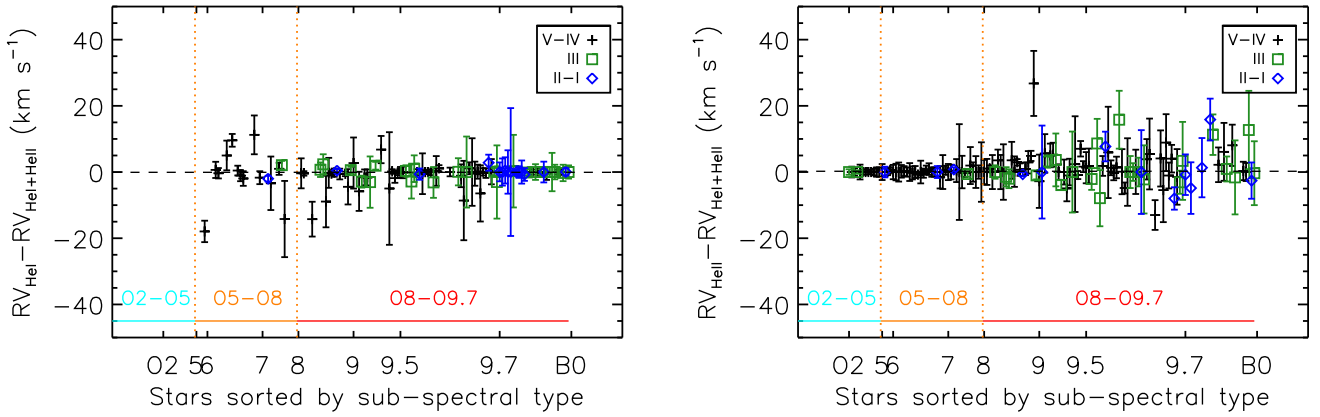 RV_HeI−RV_HeI+HeII (km s⁻¹)
40
20
0
−20
−40
V−IV
III
II−I
O2−O5
O5−O8
O8−O9.7
O2 5 6 7 8 9 9.5 9.7 B0
Stars sorted by sub−spectral type
RV_HeII−RV_HeI+HeII (km s⁻¹)
40
20
0
−20
−40
V−IV
III
II−I
O2−O5
O5−O8
O8−O9.7
O2 5 6 7 8 9 9.5 9.7 B0
Stars sorted by sub−spectral type